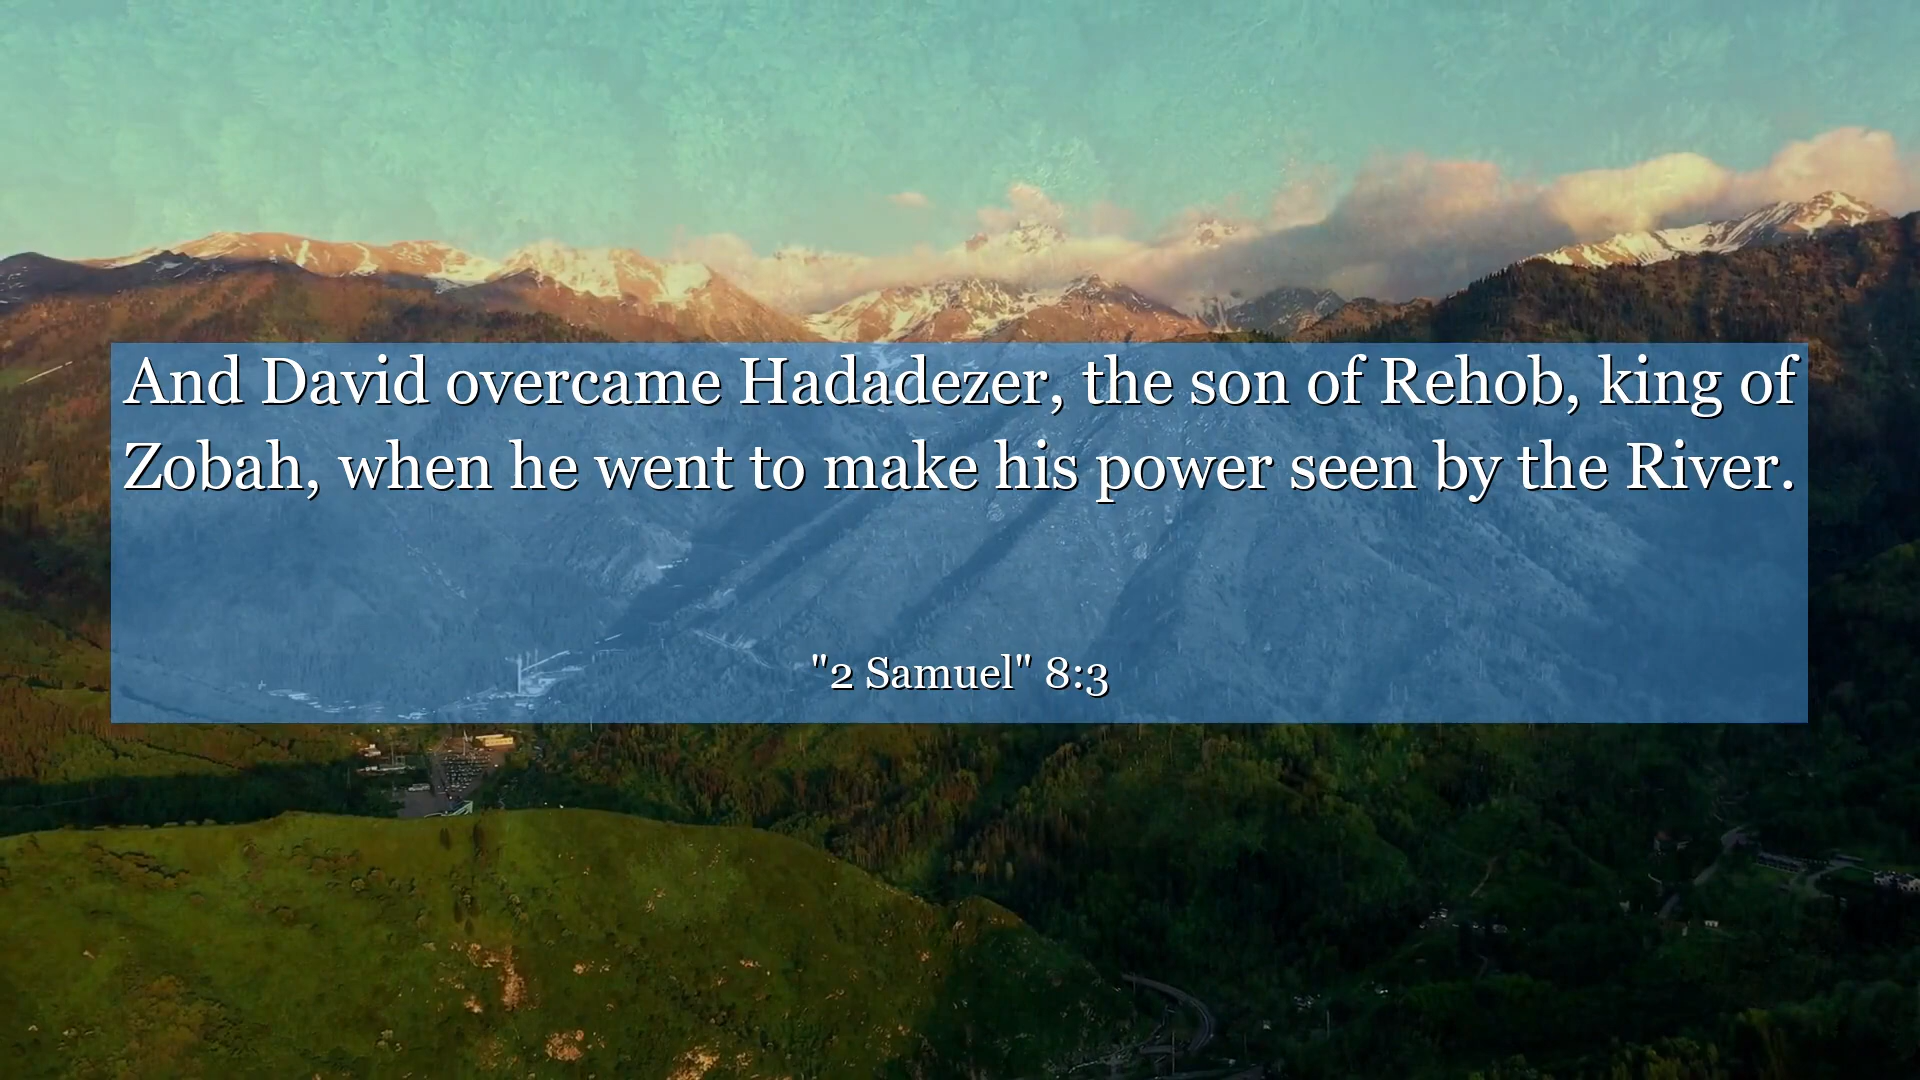 And David overcame Hadadezer, the son of Rehob, king of
Zobah, when he went to make his power seen by the River.
"2 Samuel" 8:3